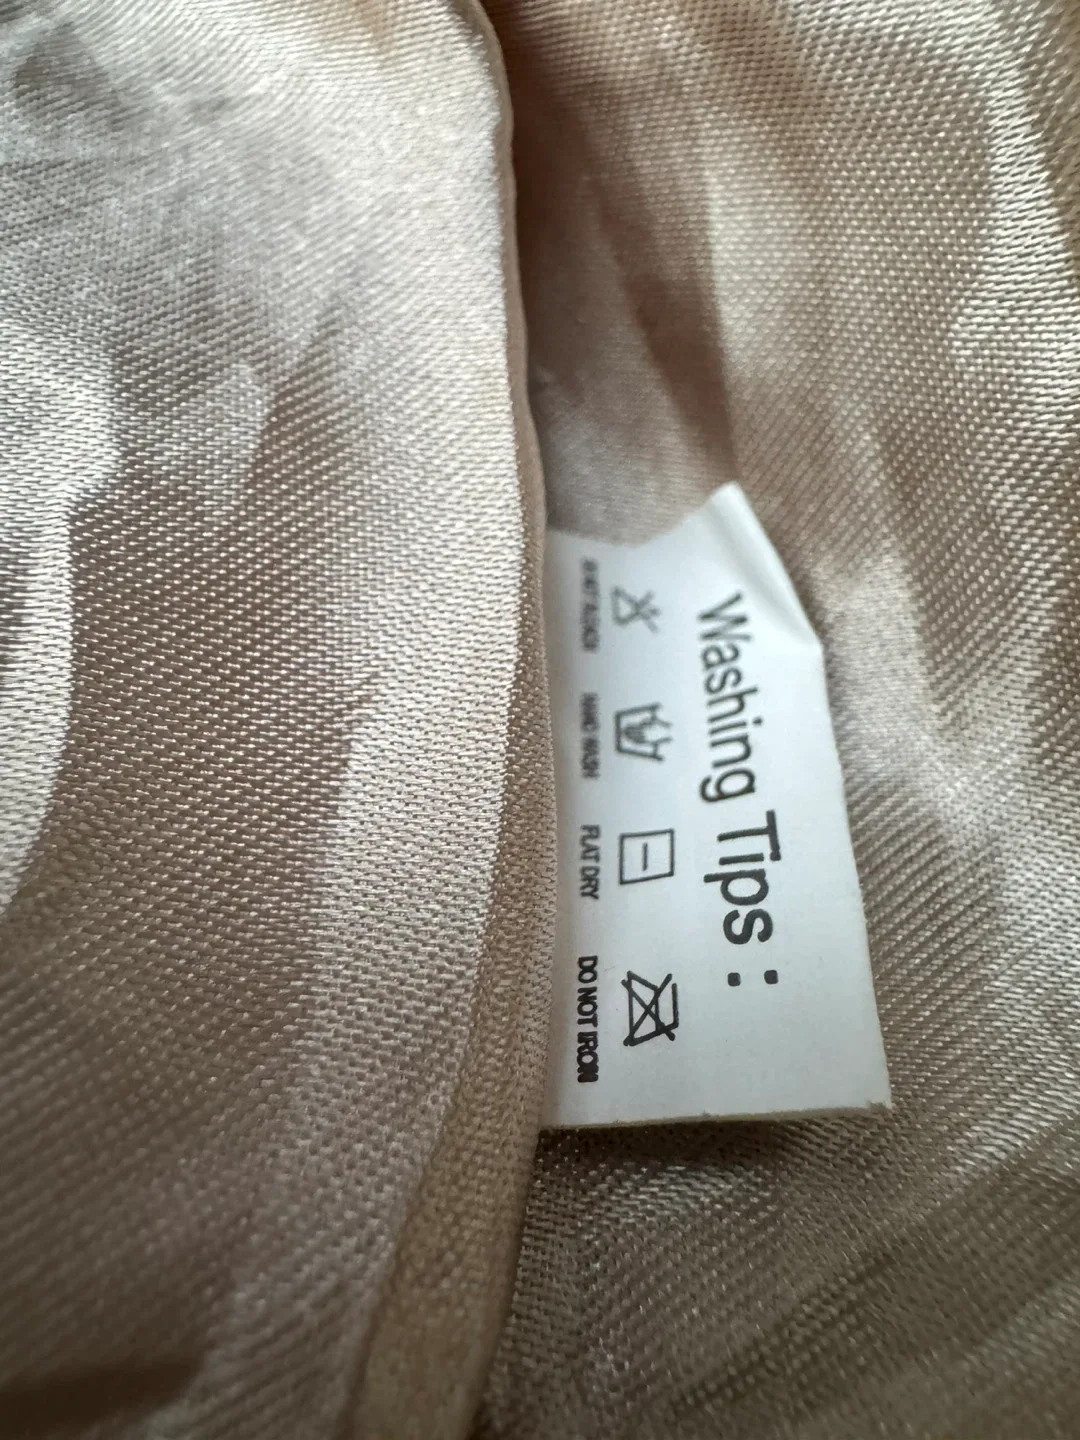 Washing Tips :
DO NOT BLEACH
HAND WASH
FLAT DRY
DO NOT IRON